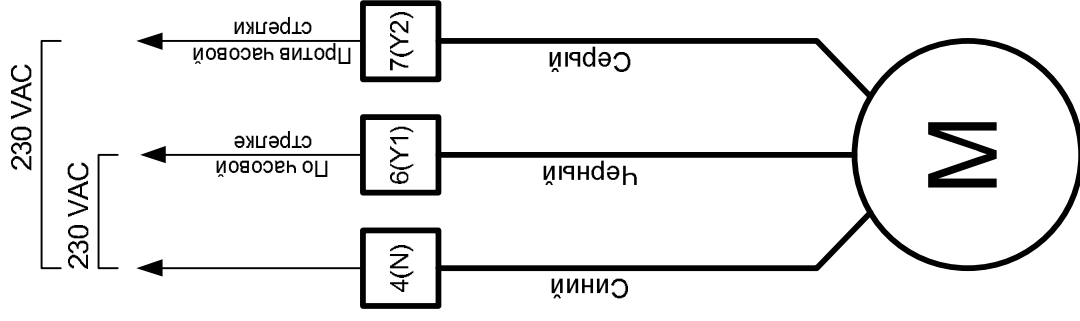 230 VAC
230 VAC
Против часовой
стрелки
7(Y2)
Серый
По часовой
стрелке
6(Y1)
Черный
4(N)
Синий
M